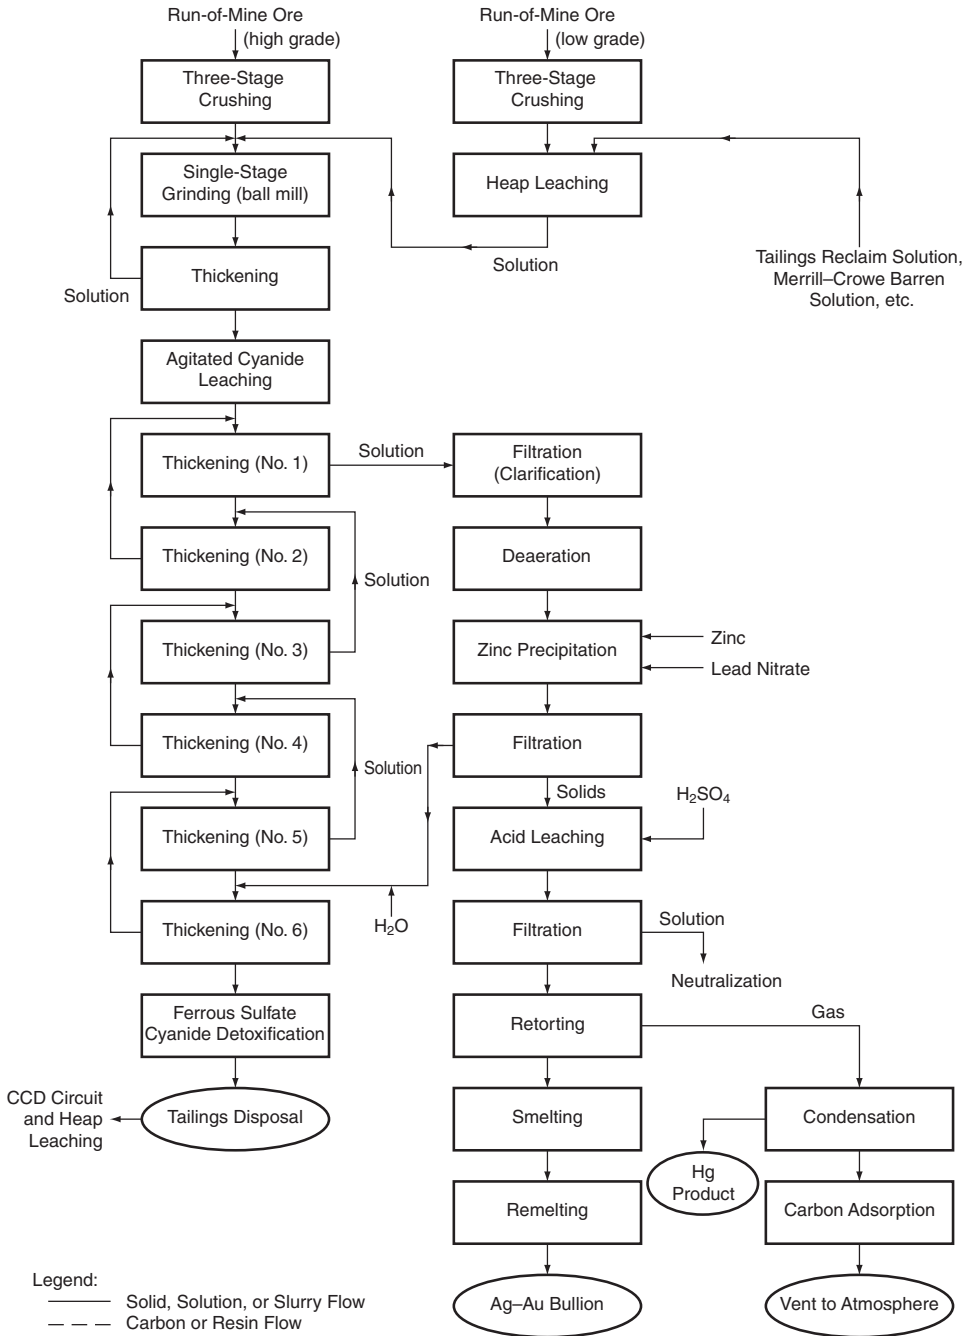 Run-of-Mine Ore
(high grade)
Three-Stage
Crushing
Single-Stage
Grinding (ball mill)
Thickening
Solution
Agitated Cyanide
Leaching
Run-of-Mine Ore
(low grade)
Three-Stage
Crushing
Heap Leaching
Solution
Tailings Reclaim Solution,
Merrill–Crowe Barren
Solution, etc.
Thickening (No. 1)
Solution
Thickening (No. 2)
Solution
Thickening (No. 3)
Thickening (No. 4)
Solution
Thickening (No. 5)
Thickening (No. 6)
H₂O
Ferrous Sulfate
Cyanide Detoxification
Tailings Disposal
CCD Circuit
and Heap
Leaching
Filtration
(Clarification)
Deaeration
Zinc Precipitation
Zinc
Lead Nitrate
Filtration
Solids
H₂SO₄
Acid Leaching
Filtration
Solution
Neutralization
Retorting
Gas
Smelting
Remelting
Ag–Au Bullion
Condensation
Hg
Product
Carbon Adsorption
Vent to Atmosphere
Legend:
Solid, Solution, or Slurry Flow
Carbon or Resin Flow